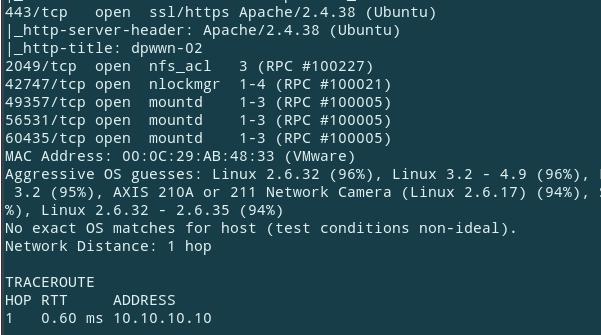 443/tcp   open  ssl/https Apache/2.4.38 (Ubuntu)
|_http-server-header: Apache/2.4.38 (Ubuntu)
|_http-title: dpwwn-02
2049/tcp  open  nfs_acl   3 (RPC #100227)
42747/tcp open  nlockmgr  1-4 (RPC #100021)
49357/tcp open  mountd    1-3 (RPC #100005)
56531/tcp open  mountd    1-3 (RPC #100005)
60435/tcp open  mountd    1-3 (RPC #100005)
MAC Address: 00:0C:29:AB:48:33 (VMware)
Aggressive OS guesses: Linux 2.6.32 (96%), Linux 3.2 - 4.9 (96%),
3.2 (95%), AXIS 210A or 211 Network Camera (Linux 2.6.17) (94%),
%), Linux 2.6.32 - 2.6.35 (94%)
No exact OS matches for host (test conditions non-ideal).
Network Distance: 1 hop
TRACEROUTE
HOP RTT     ADDRESS
1   0.60 ms 10.10.10.10